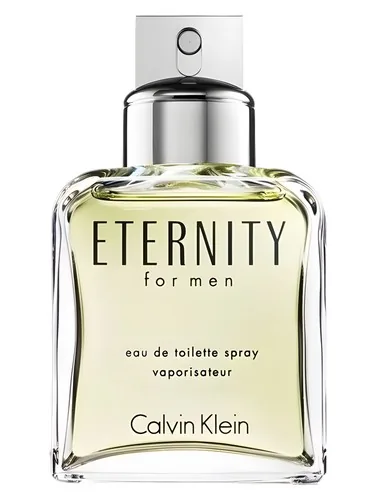 ETERNITY
for men
eau de toilette spray
vaporisateur
Calvin Klein